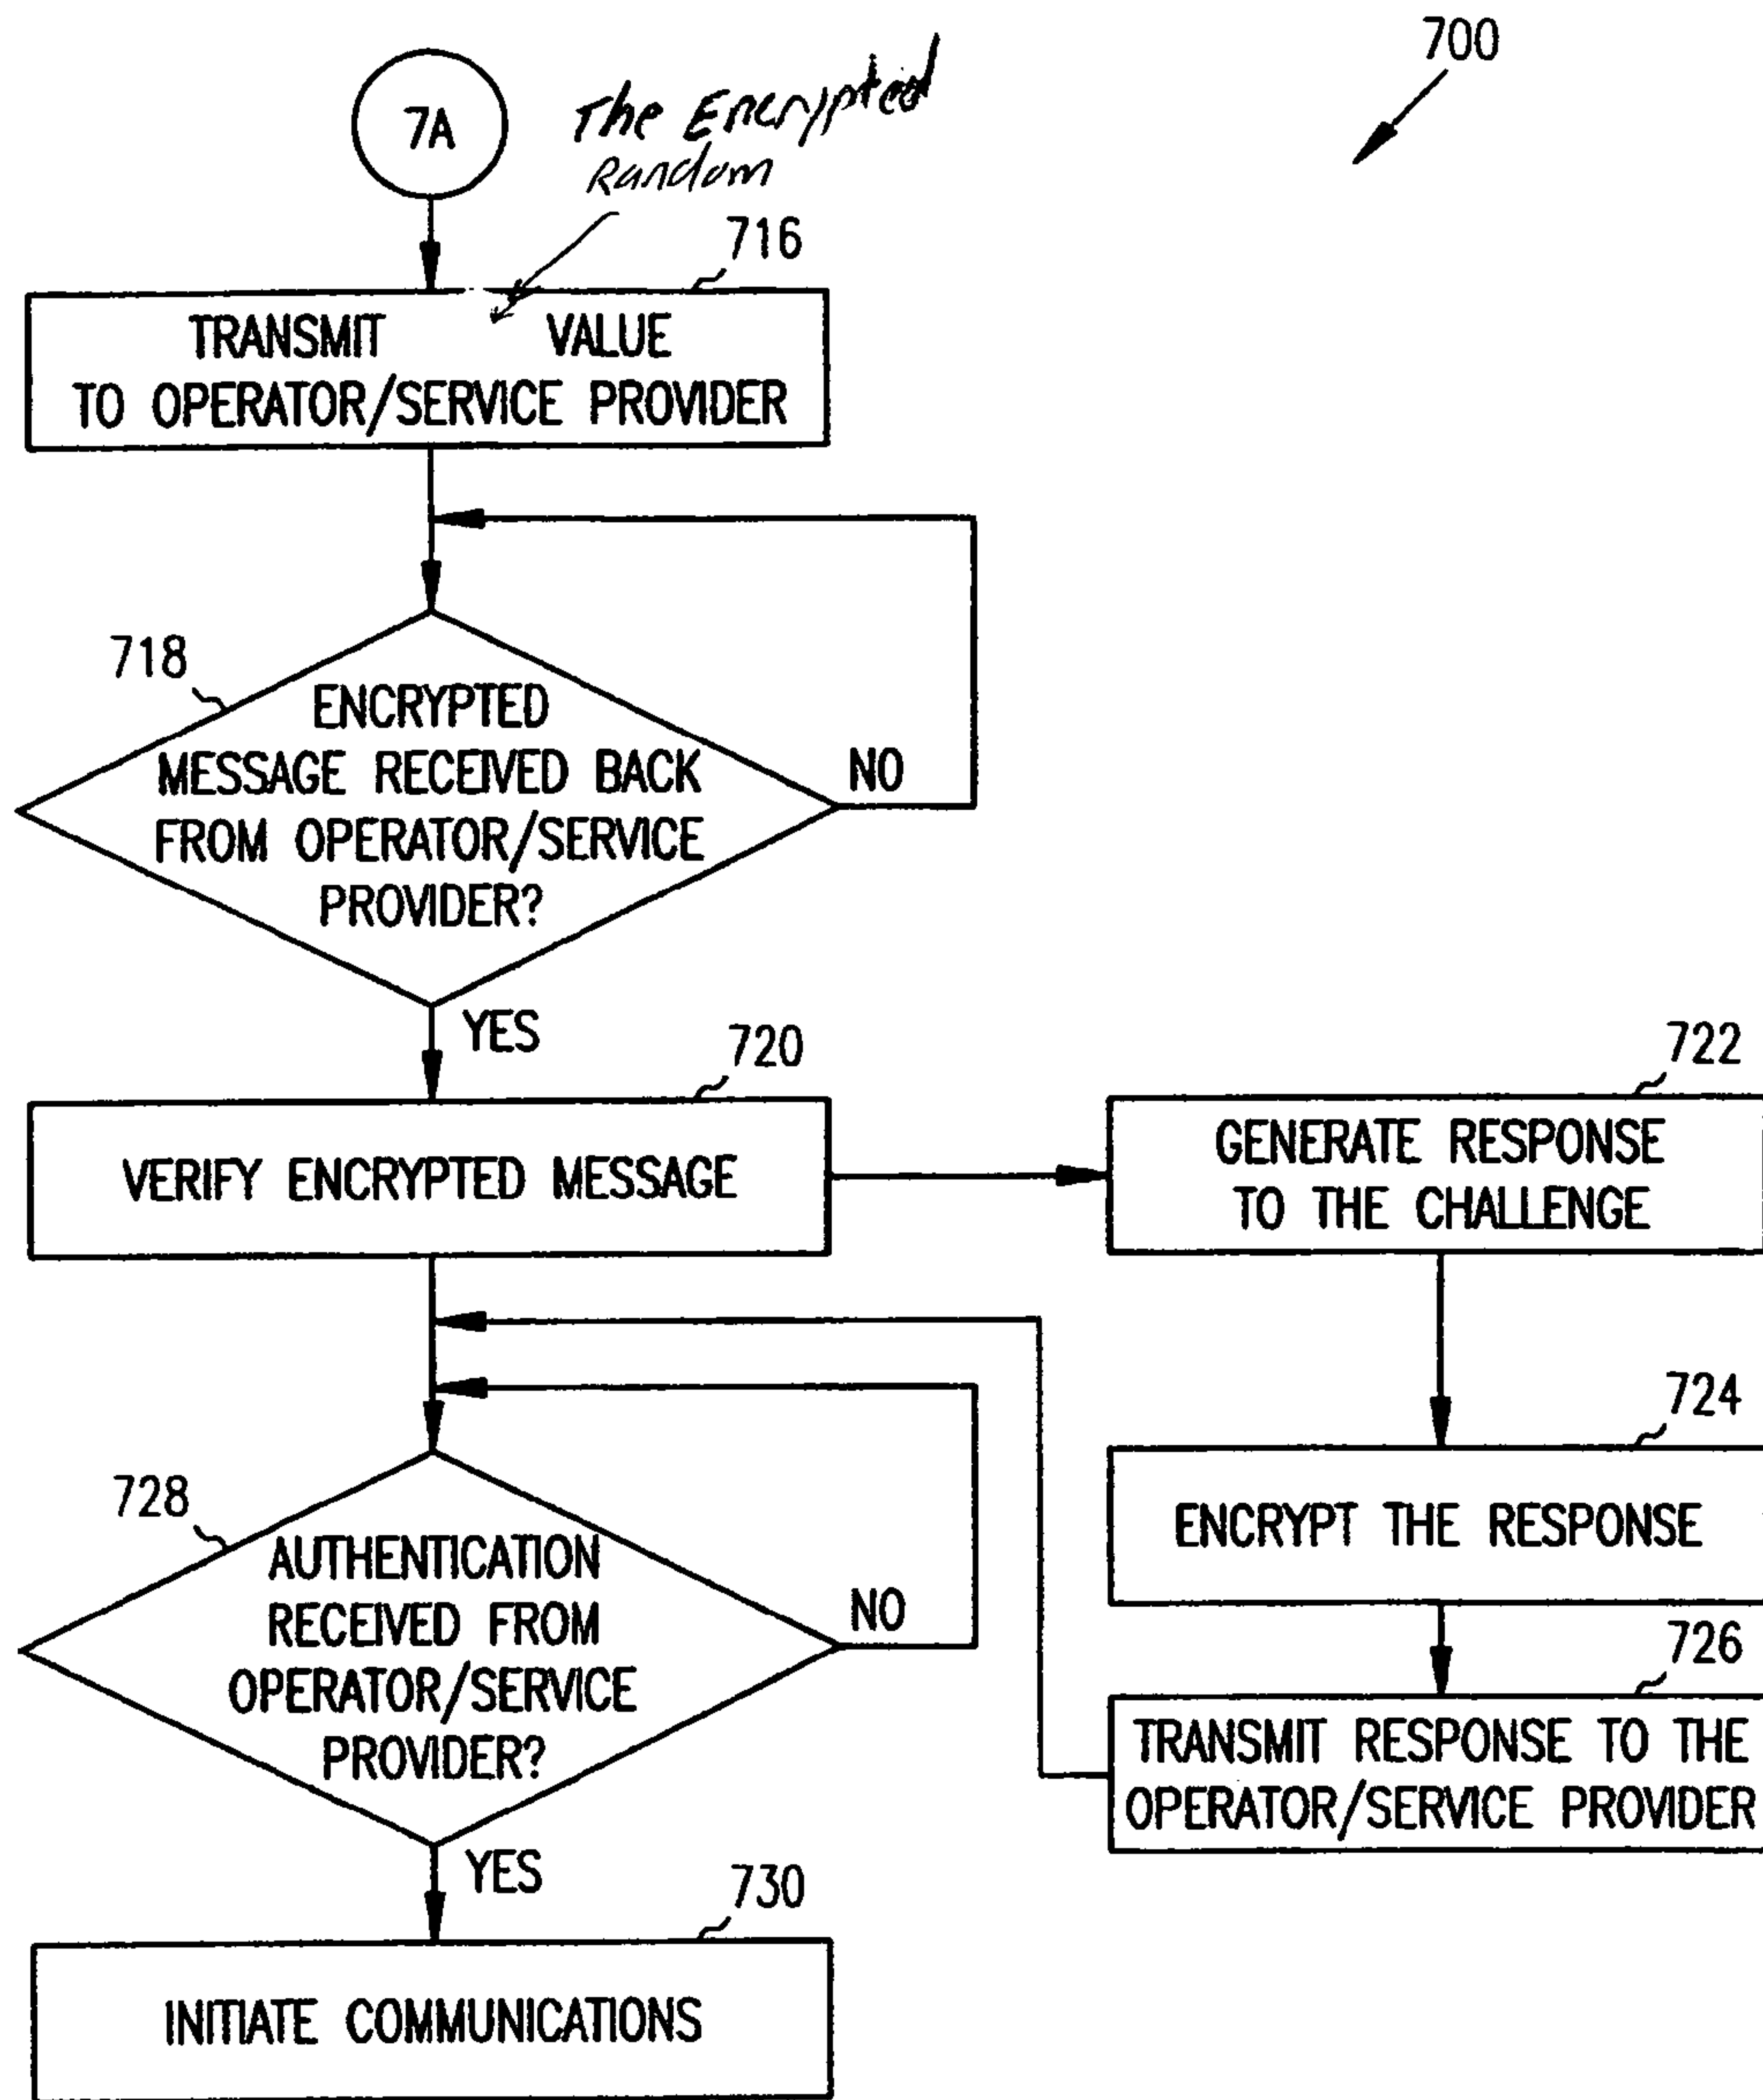 700
7A
The Encrypted
Random
716
TRANSMIT VALUE
TO OPERATOR/SERVICE PROVIDER
718
ENCRYPTED
MESSAGE RECEIVED BACK
FROM OPERATOR/SERVICE
PROVIDER?
NO
YES
720
VERIFY ENCRYPTED MESSAGE
722
GENERATE RESPONSE
TO THE CHALLENGE
724
ENCRYPT THE RESPONSE
726
TRANSMIT RESPONSE TO THE
OPERATOR/SERVICE PROVIDER
728
AUTHENTICATION
RECEIVED FROM
OPERATOR/SERVICE
PROVIDER?
NO
YES
730
INITIATE COMMUNICATIONS